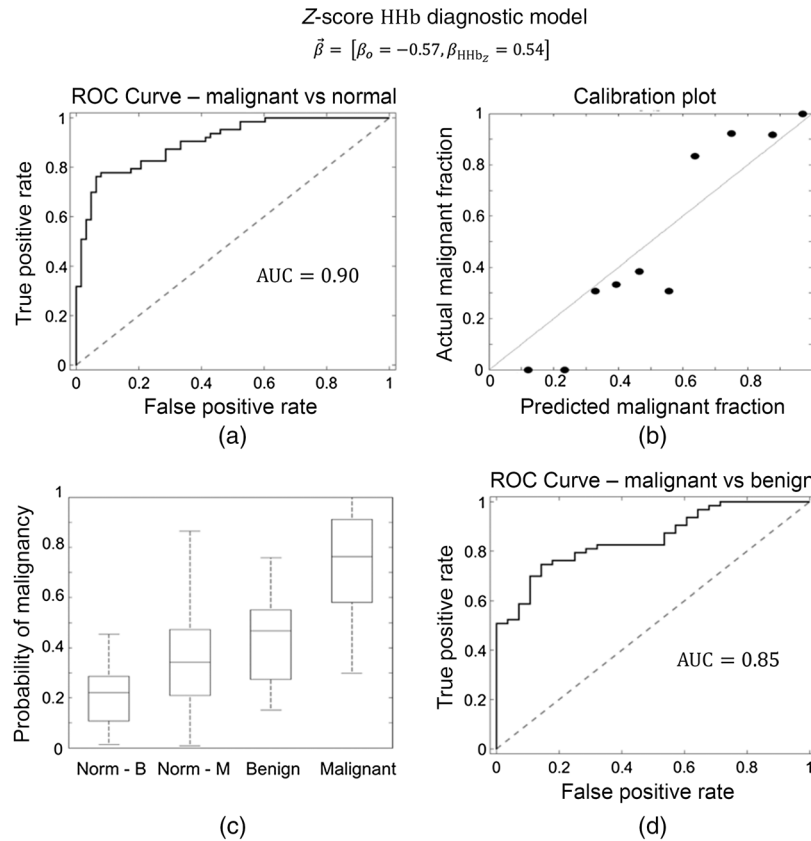 Z-score HHb diagnostic model
β⃗ = [βₒ = −0.57, β_HHb_Z = 0.54]
ROC Curve – malignant vs normal
1
0.8
0.6
0.4
0.2
0
True positive rate
AUC = 0.90
0 0.2 0.4 0.6 0.8 1
False positive rate
(a)
Calibration plot
1
0.8
0.6
0.4
0.2
0
Actual malignant fraction
0 0.2 0.4 0.6 0.8
Predicted malignant fraction
(b)
1
0.8
0.6
0.4
0.2
0
Probability of malignancy
Norm - B Norm - M Benign Malignant
(c)
ROC Curve – malignant vs benign
1
0.8
0.6
0.4
0.2
0
True positive rate
AUC = 0.85
0 0.2 0.4 0.6 0.8 1
False positive rate
(d)